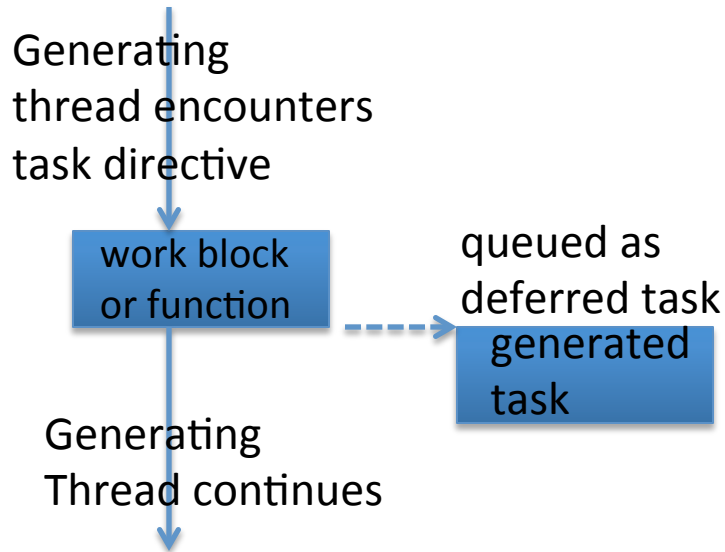 Generating
thread encounters
task directive
work block
or function
queued as
deferred task
generated
task
Generating
Thread continues